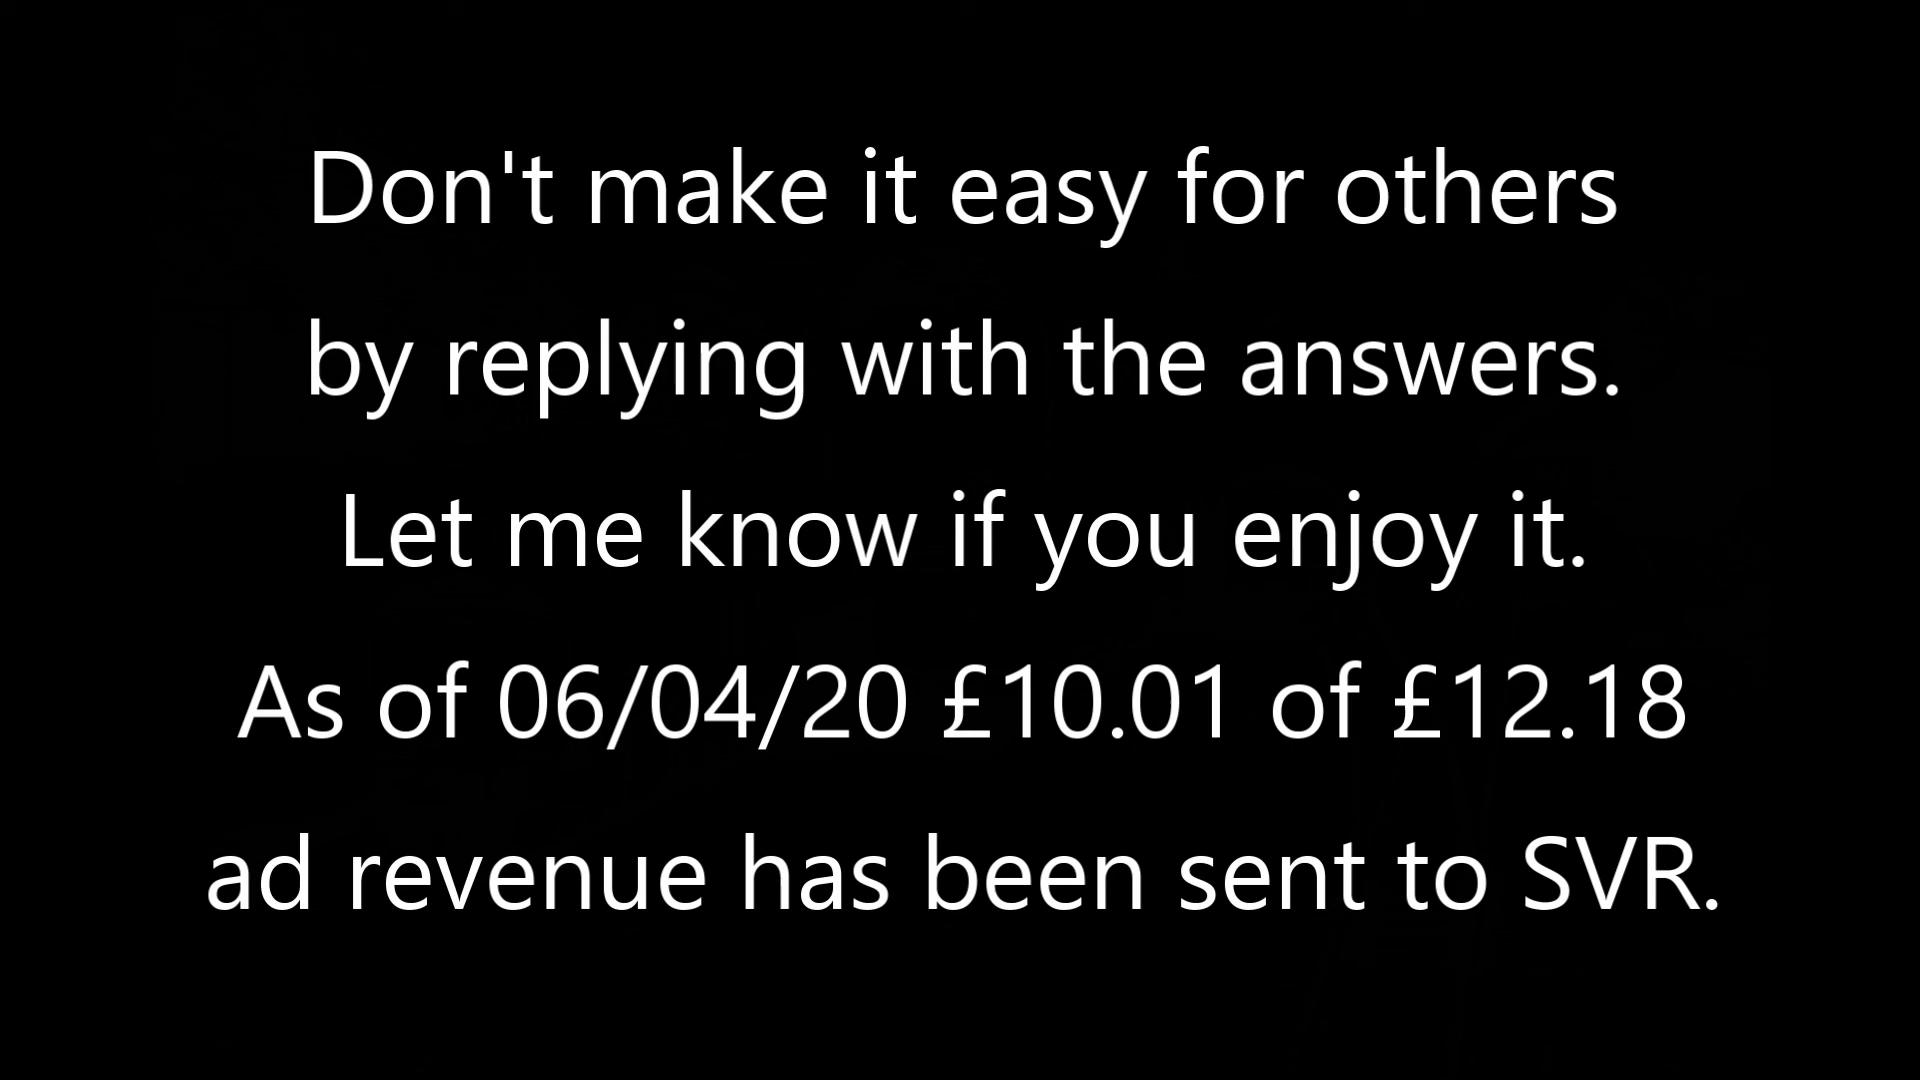 Don't make it easy for others
by replying with the answers.
Let me know if you enjoy it.
As of 06/04/20 £10.01 of £12.18
ad revenue has been sent to SVR.